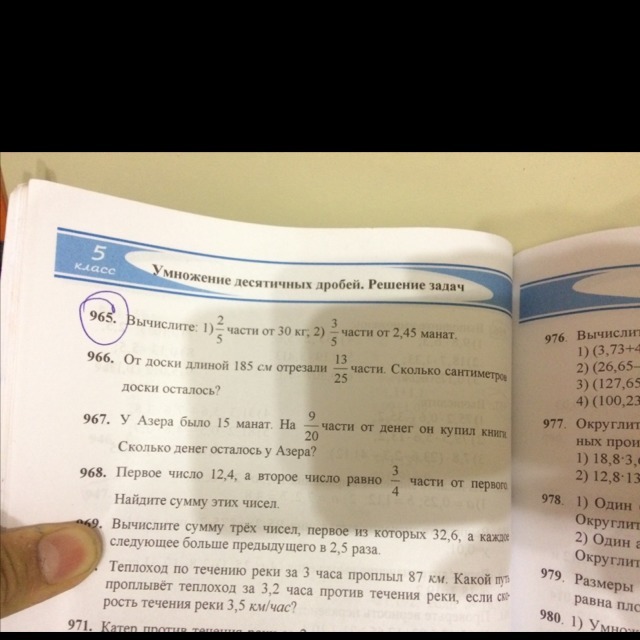 5
класс
Умножение десятичных дробей. Решение задач
965. Вычислите: 1) 2/5 части от 30 кг; 2) 3/5 части от 2,45 манат.
966. От доски длиной 185 см отрезали 13/25 части. Сколько сантиметров
доски осталось?
967. У Азера было 15 манат. На 9/20 части от денег он купил книги.
Сколько денег осталось у Азера?
968. Первое число 12,4, а второе число равно 3/4 части от первого.
Найдите сумму этих чисел.
969. Вычислите сумму трёх чисел, первое из которых 32,6, а каждое
следующее больше предыдущего в 2,5 раза.
Теплоход по течению реки за 3 часа проплыл 87 км. Какой путь
проплывёт теплоход за 3,2 часа против течения реки, если ско-
рость течения реки 3,5 км/час?
971. Катер против течения
976. Вычислит
1) (3,73+4
2) (26,65–
3) (127,65
4) (100,23
977. Округлит
ных прои
1) 18,8·3,
2) 12,8·13
978. 1) Один
Округлит
2) Один
Округлит
979. Размеры
равна пло
980. 1) Умнож